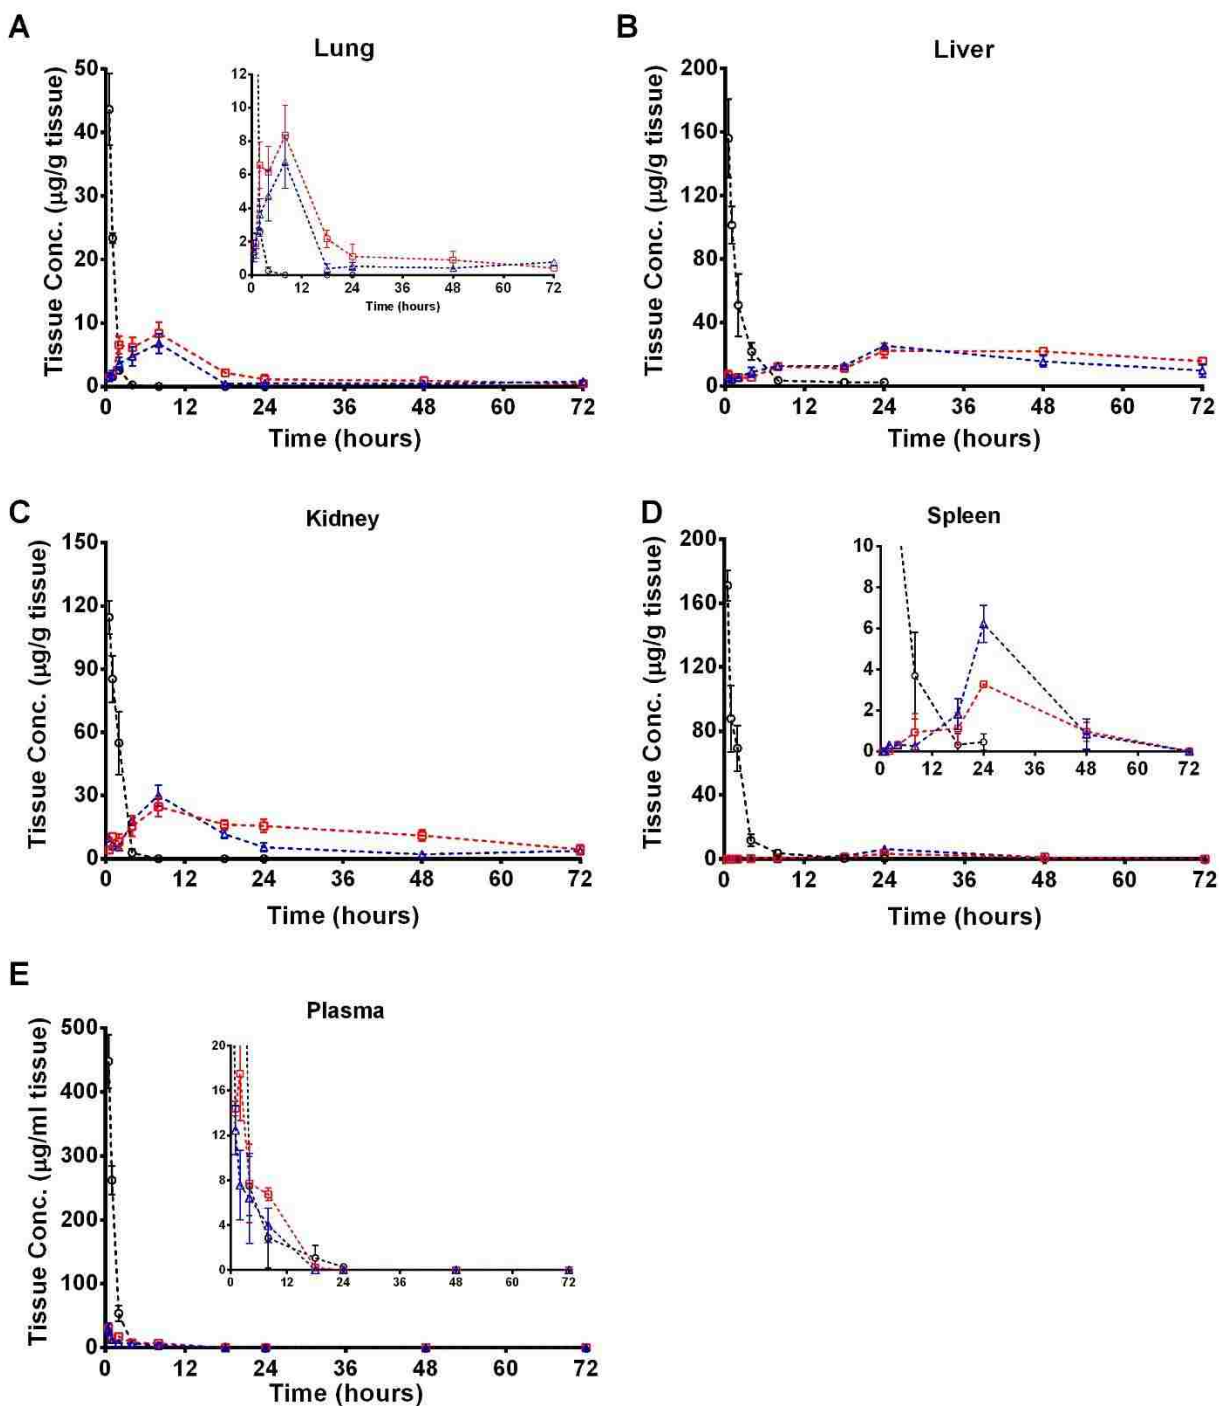 A
Lung
Tissue Conc. (µg/g tissue)
50
40
30
20
10
0
0 12 24 36 48 60 72
Time (hours)
12
10
8
6
4
2
0
0 12 24 36 48 60 72
Time (hours)
B
Liver
Tissue Conc. (µg/g tissue)
200
160
120
80
40
0
0 12 24 36 48 60 72
Time (hours)
C
Kidney
Tissue Conc. (µg/g tissue)
150
120
90
60
30
0
0 12 24 36 48 60 72
Time (hours)
D
Spleen
Tissue Conc. (µg/g tissue)
200
160
120
80
40
0
0 12 24 36 48 60 72
Time (hours)
10
8
6
4
2
0
0 12 24 36 48 60 72
E
Plasma
Tissue Conc. (µg/ml tissue)
500
400
300
200
100
0
0 12 24 36 48 60 72
Time (hours)
20
16
12
8
4
0
0 12 24 36 48 60 72